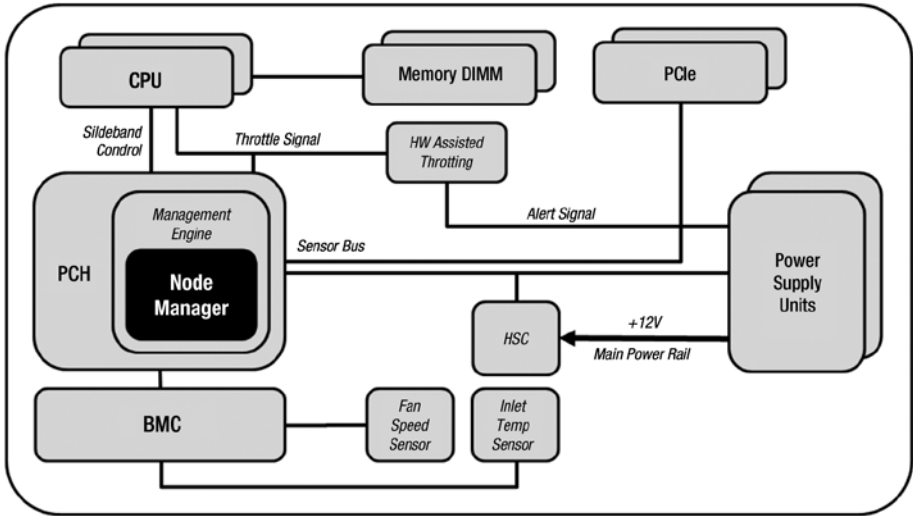 CPU
Memory DIMM
PCIe
Sildeband
Condrol
Throttle Signal
HW Assisted
Throtting
Management
Engine
Alert Signal
Sensor Bus
PCH
Node
Manager
Power
Supply
Units
HSC
+12V
Main Power Rail
BMC
Fan
Speed
Sensor
Inlet
Temp
Sensor